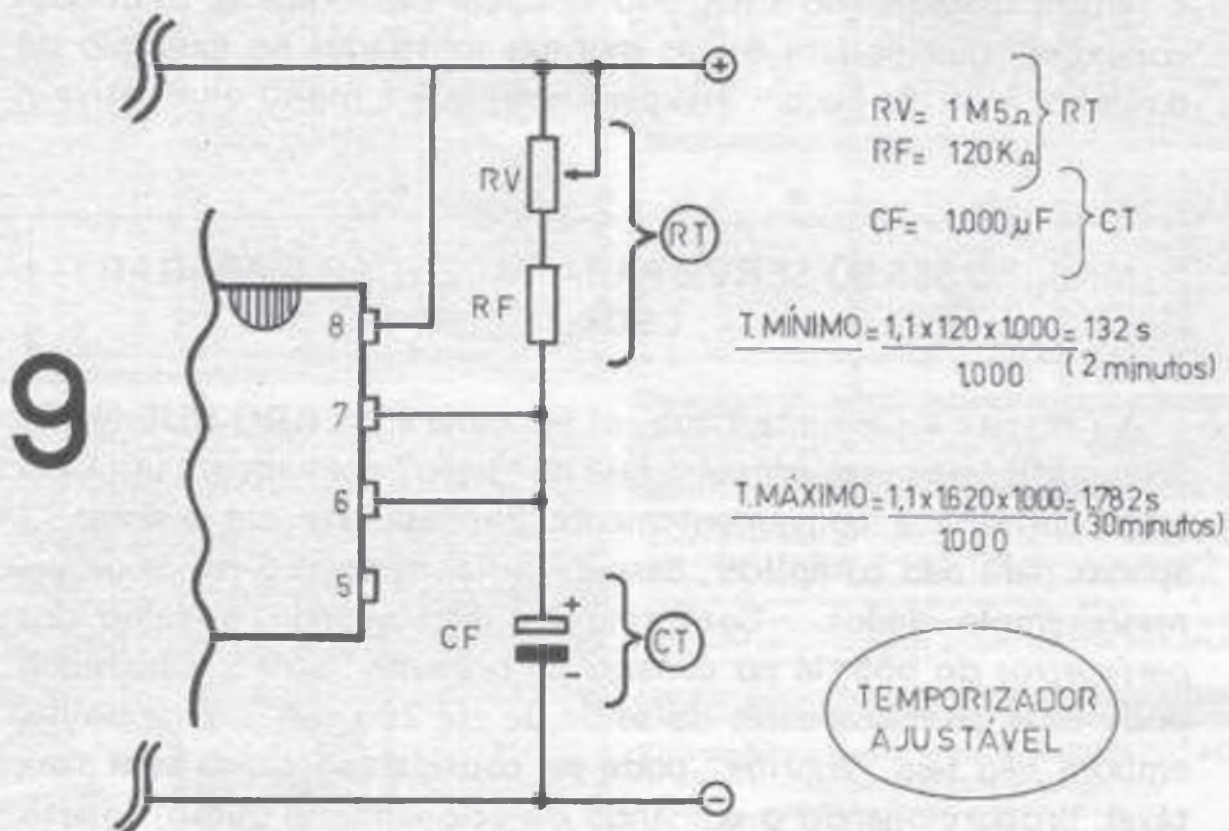 9
8
7
6
5
RV
RF
RT
CF
+
-
CT
+
−
RV= 1M5Ω
RF= 120KΩ
RT
CF= 1.000µF
CT
T. MÍNIMO = 1,1 x 120 x 1.000 = 132 s
1.000 (2 minutos)
T. MÁXIMO = 1,1 x 1.620 x 1.000 = 1.782 s
1.000 (30 minutos)
TEMPORIZADOR
AJUSTÁVEL